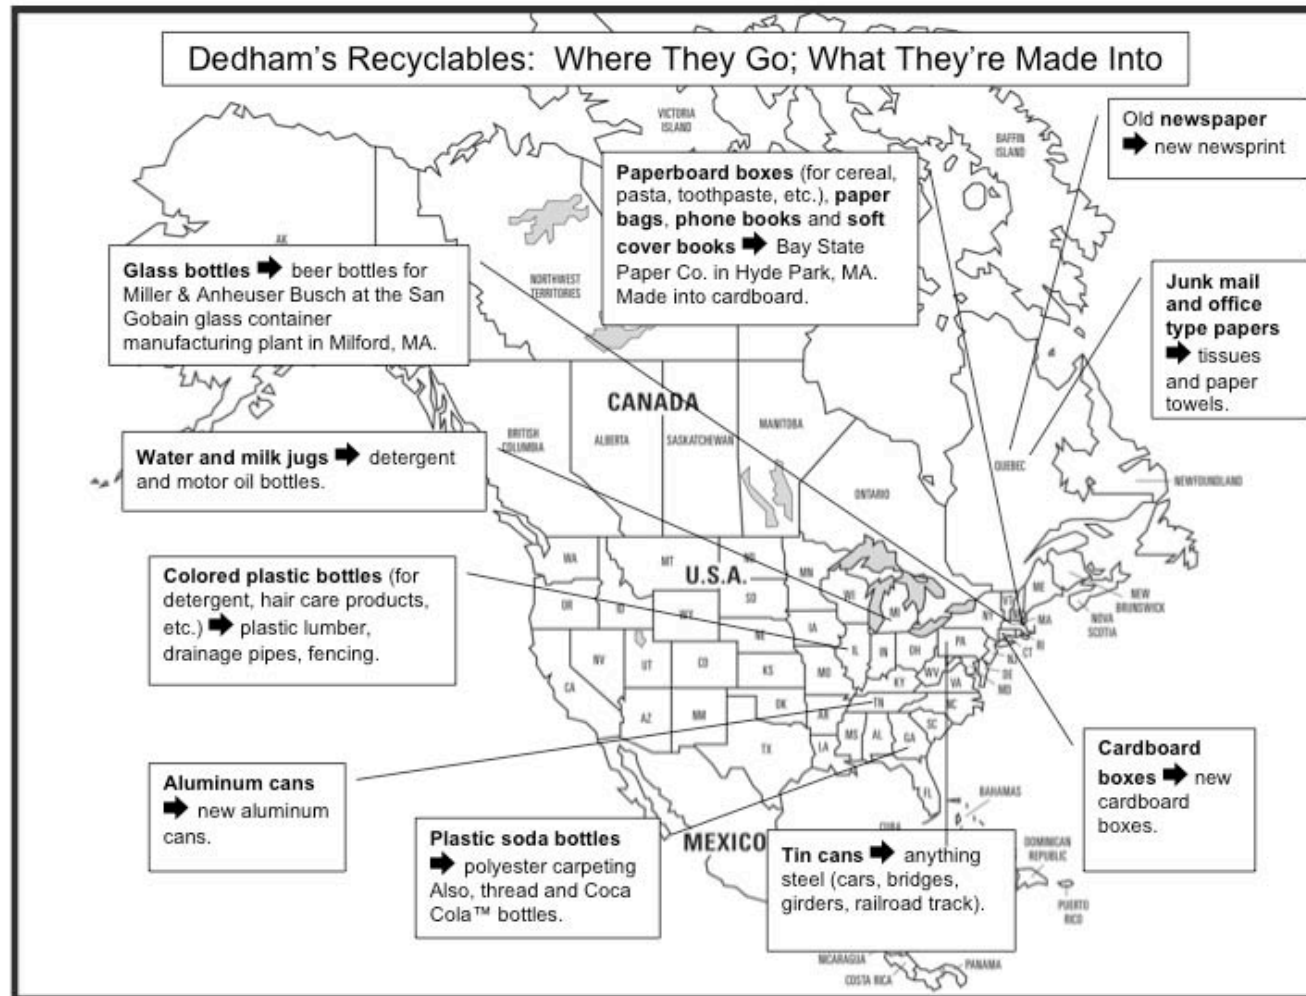 Dedham's Recyclables:  Where They Go; What They're Made Into
Old newspaper
➡ new newsprint
Paperboard boxes (for cereal,
pasta, toothpaste, etc.), paper
bags, phone books and soft
cover books ➡ Bay State
Paper Co. in Hyde Park, MA.
Made into cardboard.
Glass bottles ➡ beer bottles for
Miller & Anheuser Busch at the San
Gobain glass container
manufacturing plant in Milford, MA.
Junk mail
and office
type papers
➡ tissues
and paper
towels.
Water and milk jugs ➡ detergent
and motor oil bottles.
Colored plastic bottles (for
detergent, hair care products,
etc.) ➡ plastic lumber,
drainage pipes, fencing.
Aluminum cans
➡ new aluminum
cans.
Plastic soda bottles
➡ polyester carpeting
Also, thread and Coca
Cola™ bottles.
Tin cans ➡ anything
steel (cars, bridges,
girders, railroad track).
Cardboard
boxes ➡ new
cardboard
boxes.
VICTORIA
ISLAND
BAFFIN
ISLAND
AK
NORTHWEST
TERRITORIES
CANADA
BRITISH
COLUMBIA
ALBERTA
SASKATCHEWAN
MANITOBA
ONTARIO
QUEBEC
NEWFOUNDLAND
NEW
BRUNSWICK
NOVA
SCOTIA
U.S.A.
WA
MT
ND
MN
OR
ID
WY
SD
WI
MI
NY
VT
ME
MA
RI
CT
NJ
DE
MD
PA
OH
IN
IL
IA
NE
NV
UT
CO
KS
MO
KY
WV
VA
CA
AZ
NM
OK
AR
TN
NC
SC
TX
LA
MS
AL
GA
FL
MEXICO
CUBA
BAHAMAS
DOMINICAN
REPUBLIC
PUERTO
RICO
NICARAGUA
COSTA RICA
PANAMA